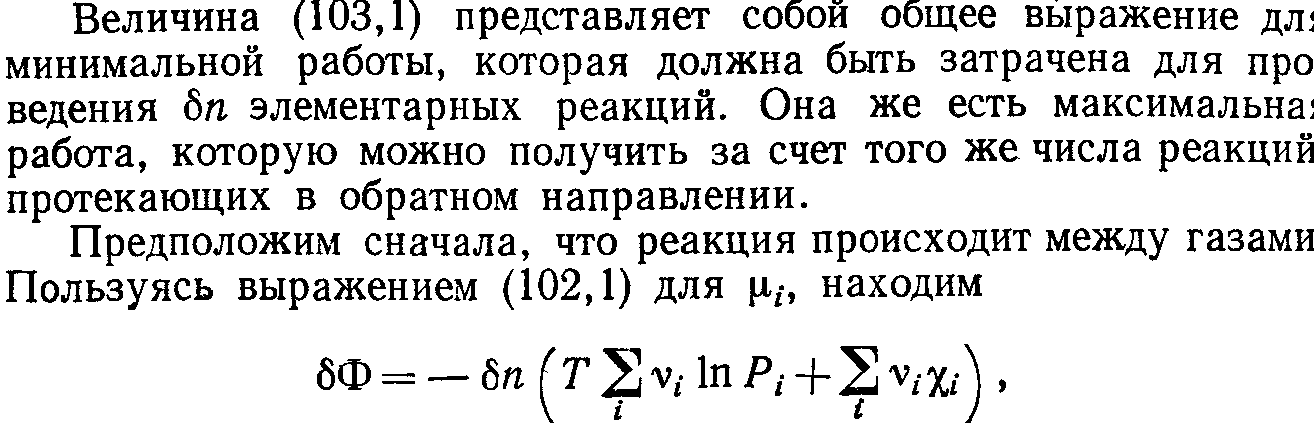 Величина (103,1) представляет собой общее выражение дл
минимальной работы, которая должна быть затрачена для про
ведения δn элементарных реакций. Она же есть максимальна
работа, которую можно получить за счет того же числа реакций
протекающих в обратном направлении.
Предположим сначала, что реакция происходит между газами
Пользуясь выражением (102,1) для μᵢ, находим
δΦ = — δn (T ∑ᵢ νᵢ ln Pᵢ + ∑ᵢ νᵢχᵢ) ,